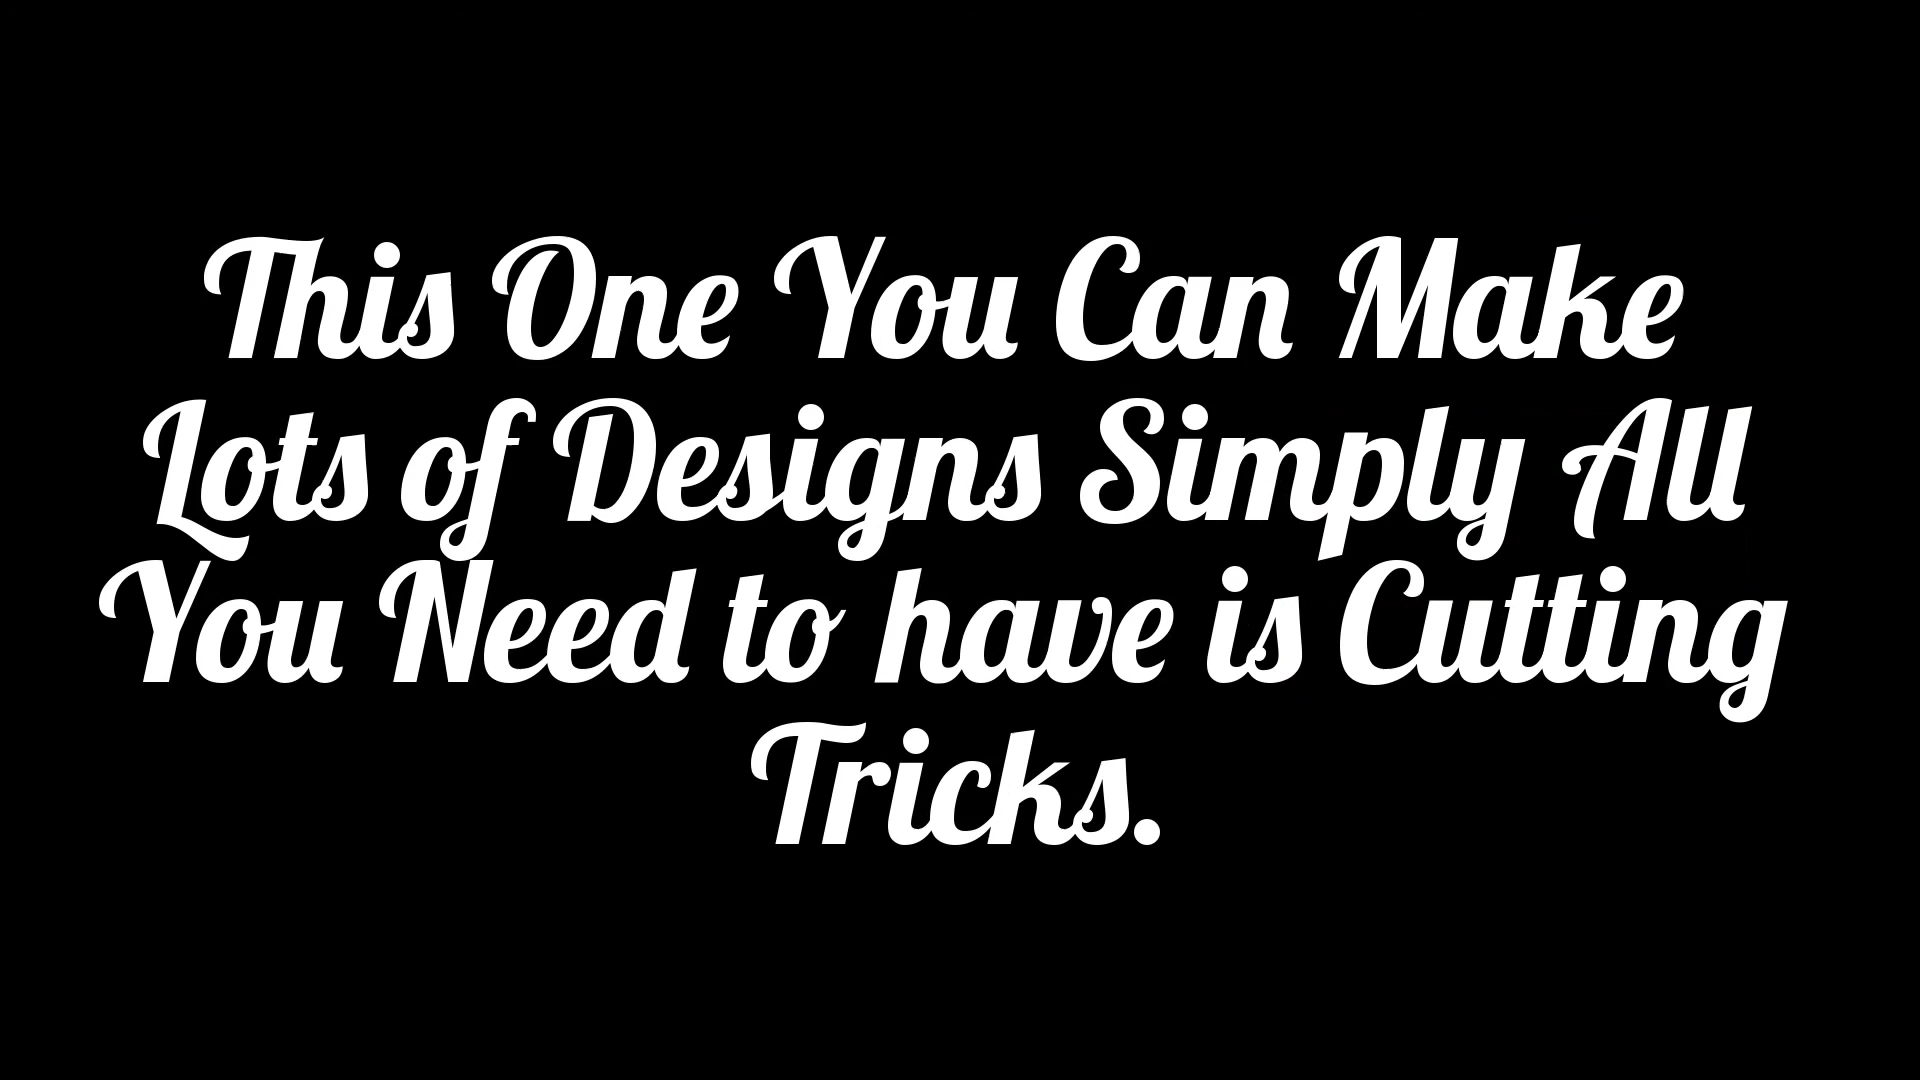 This One You Can Make
Lots of Designs Simply All
You Need to have is Cutting
Tricks.